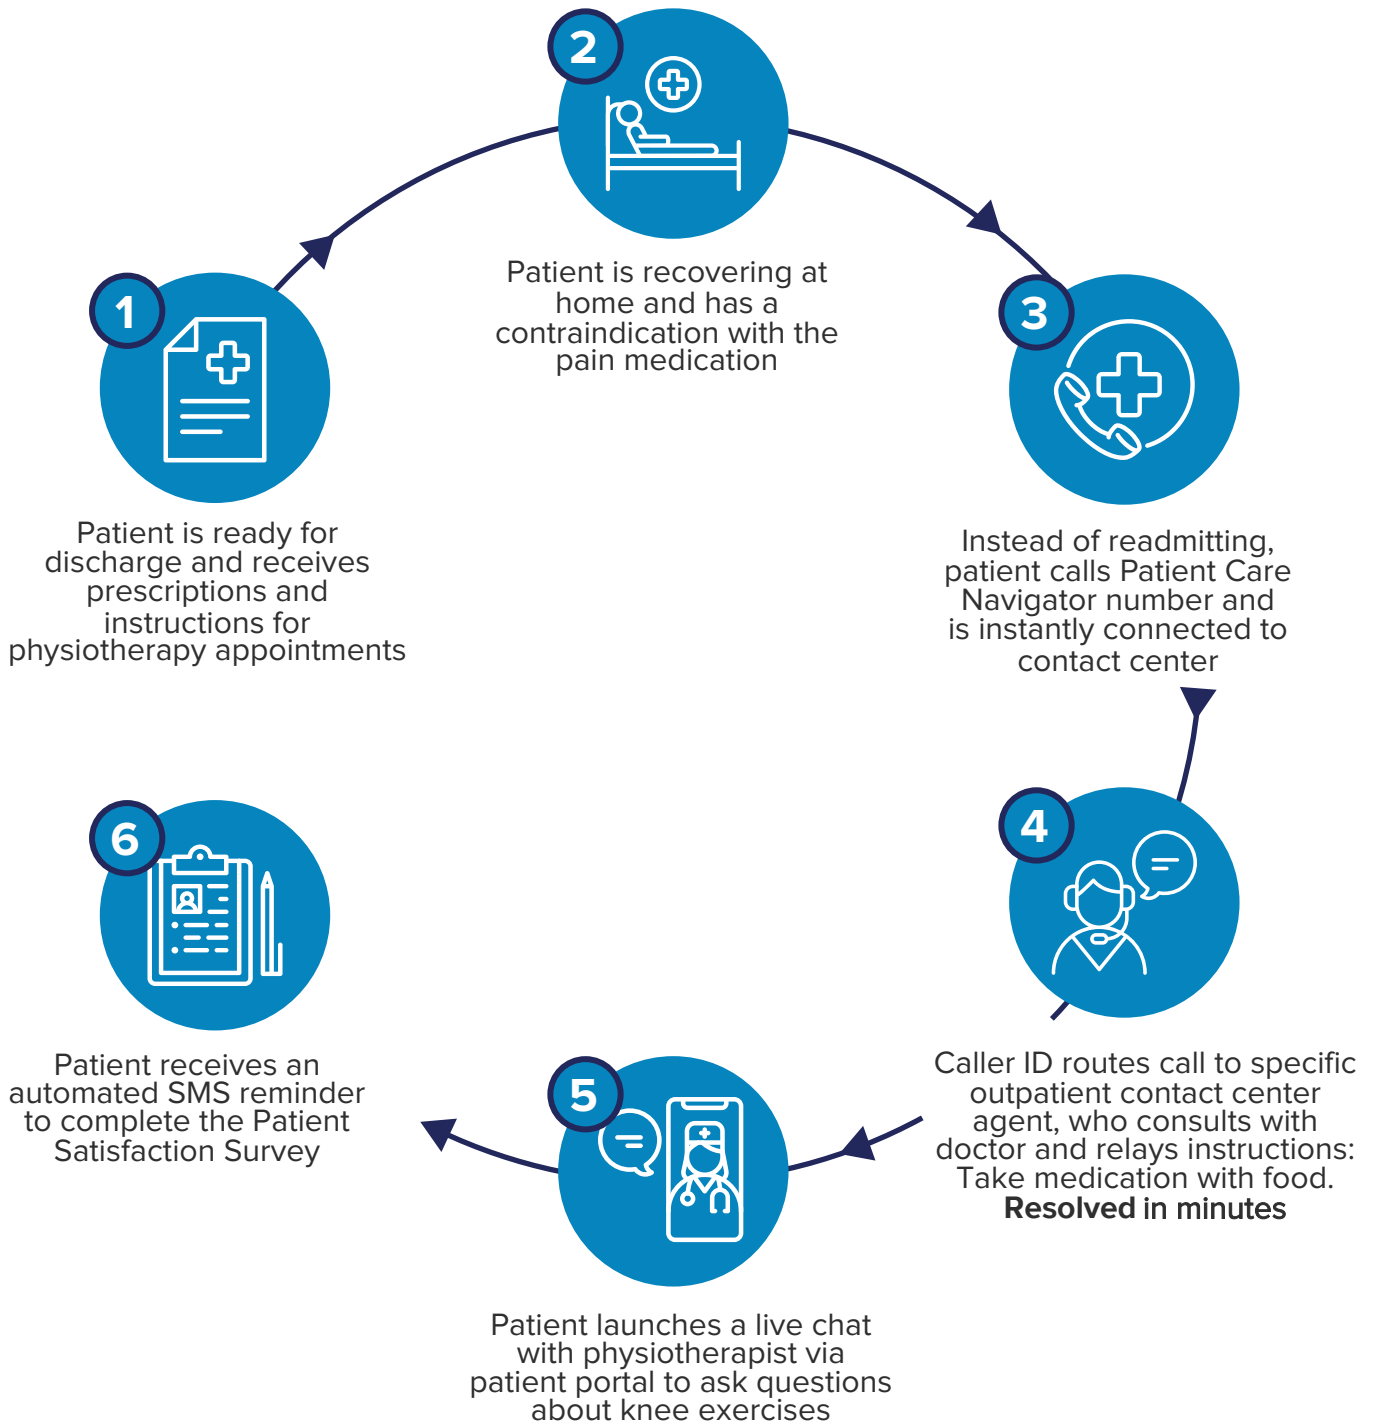 1
Patient is ready for
discharge and receives
prescriptions and
instructions for
physiotherapy appointments
2
Patient is recovering at
home and has a
contraindication with the
pain medication
3
Instead of readmitting,
patient calls Patient Care
Navigator number and
is instantly connected to
contact center
4
Caller ID routes call to specific
outpatient contact center
agent, who consults with
doctor and relays instructions:
Take medication with food.
Resolved in minutes
5
Patient launches a live chat
with physiotherapist via
patient portal to ask questions
about knee exercises
6
Patient receives an
automated SMS reminder
to complete the Patient
Satisfaction Survey